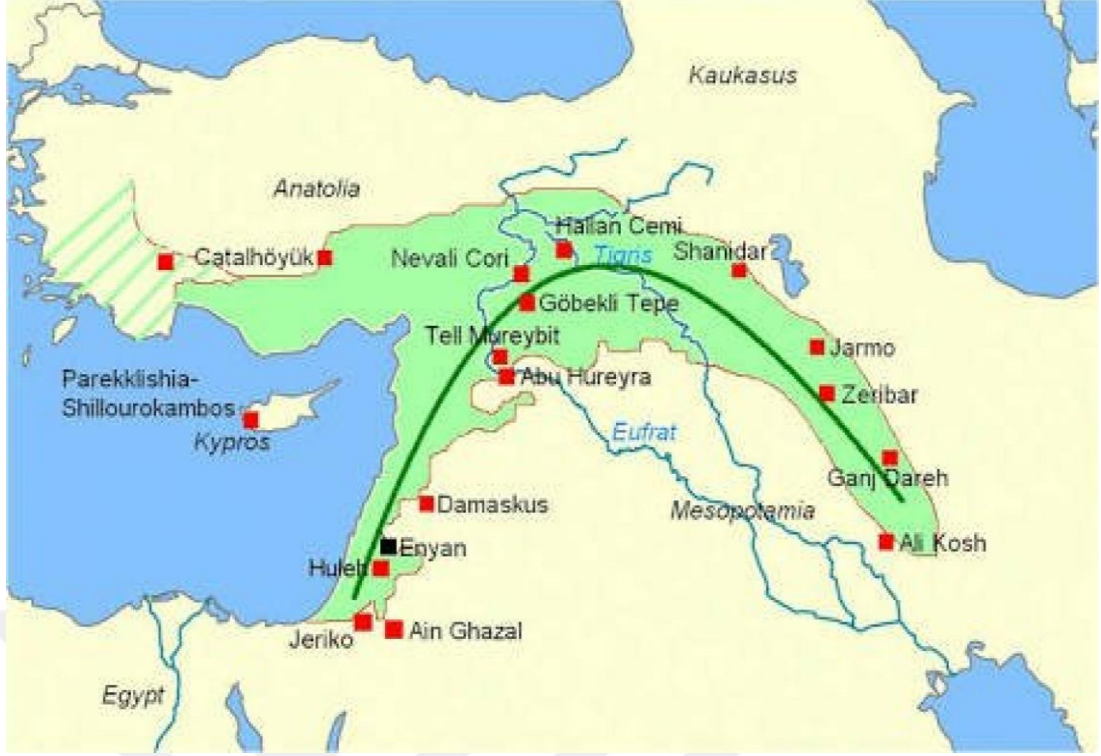 Kaukasus
Anatolia
Hallan Cemi
Catalhöyük
Nevali Cori
Tigris
Shanidar
Göbekli Tepe
Tell Mureybit
Jarmo
Abu Hureyra
Parekklishia-
Shillourokambos
Zeribar
Kypros
Eufrat
Ganj Dareh
Damaskus
Mesopotamia
Enyan
Ali Kosh
Huleh
Jeriko
Ain Ghazal
Egypt